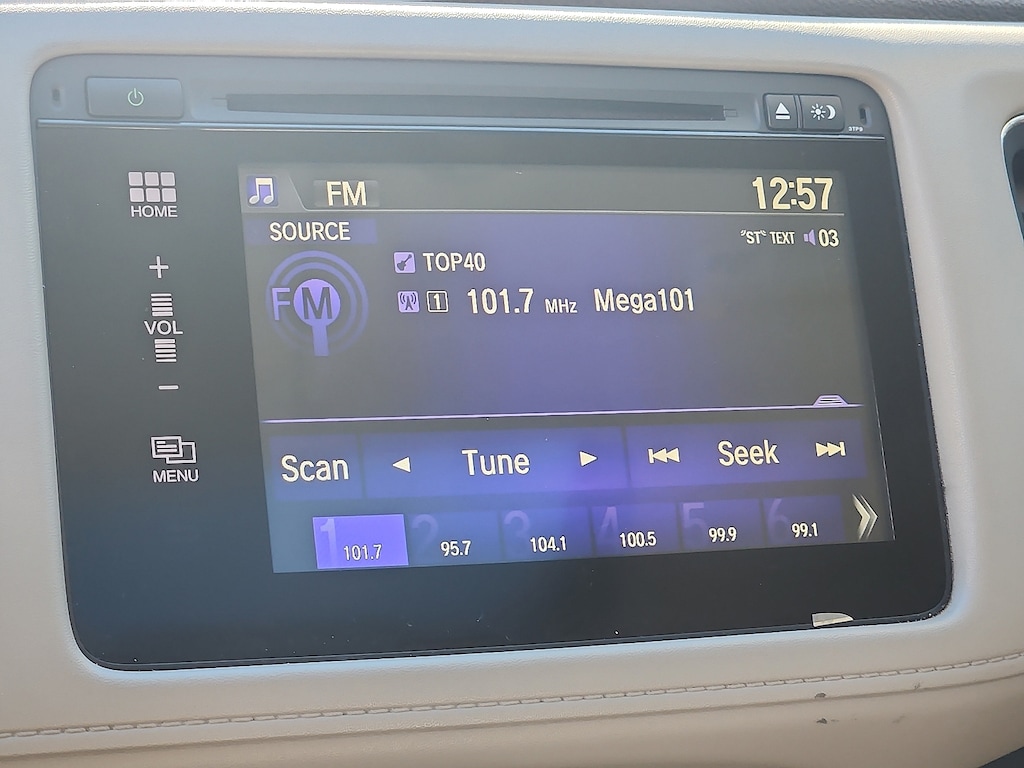 3TP9
HOME
FM
12:57
SOURCE
"ST" TEXT 03
FM
TOP40
1 101.7 MHz Mega101
VOL
MENU
Scan Tune Seek
1 101.7 2 95.7 3 104.1 4 100.5 5 99.9 6 99.1